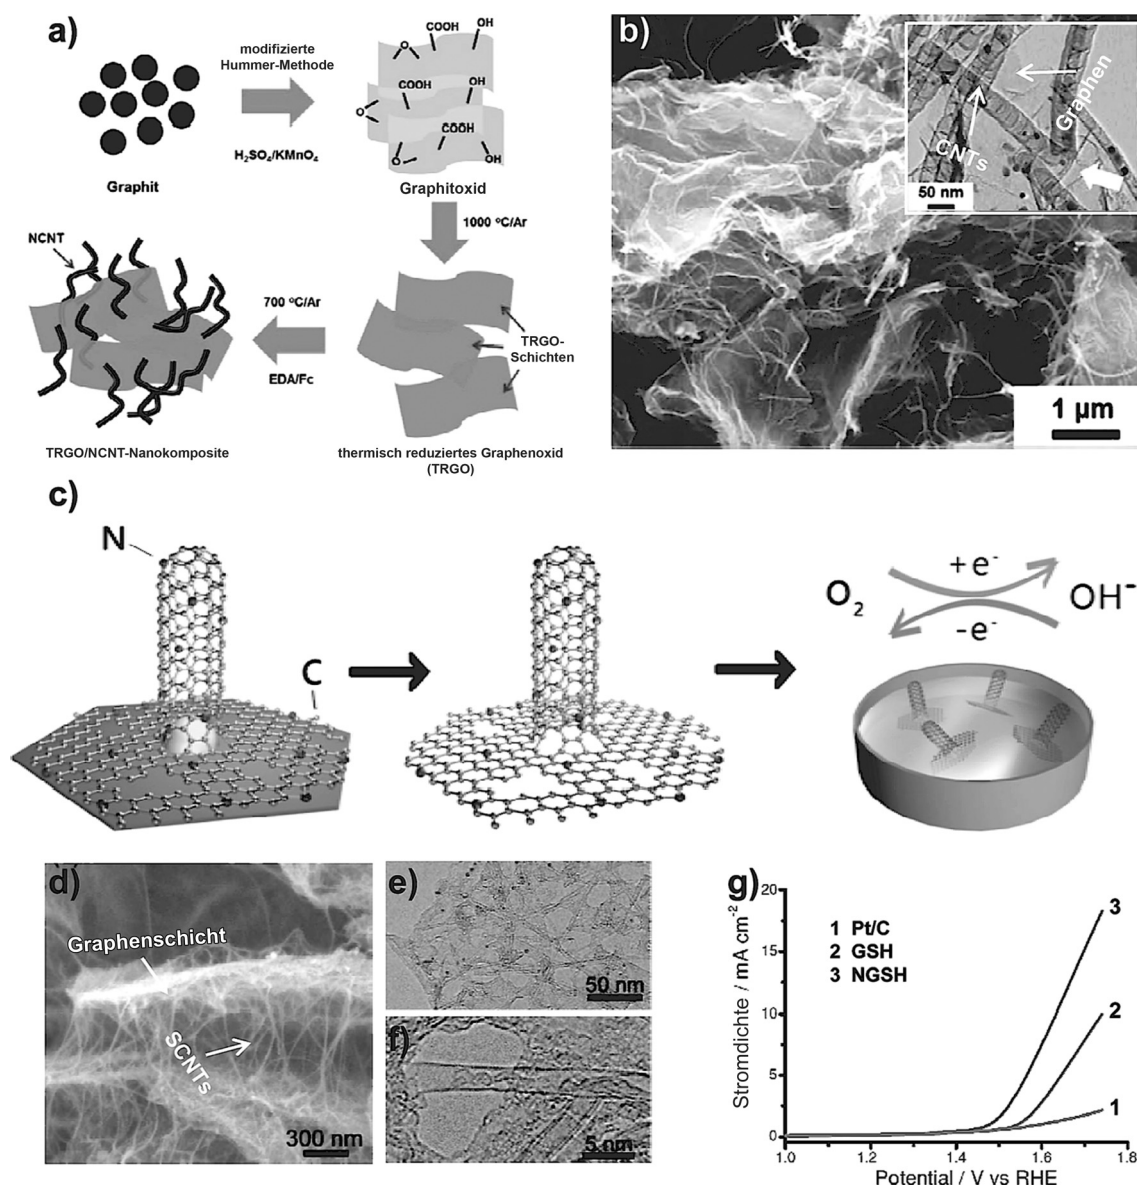 a)
modifizierte
Hummer-Methode
H₂SO₄/KMnO₄
Graphit
COOH
OH
O
COOH
OH
O
COOH
O
OH
Graphitoxid
1000 °C/Ar
TRGO-
Schichten
thermisch reduziertes Graphenoxid
(TRGO)
700 °C/Ar
EDA/Fc
NCNT
TRGO/NCNT-Nanokomposite
b)
Graphen
CNTs
50 nm
1 µm
c)
N
C
O₂
+e⁻
OH⁻
-e⁻
d)
Graphenschicht
SCNTs
300 nm
e)
50 nm
f)
5 nm
g)
Stromdichte / mA cm⁻²
20
15
10
5
0
1 Pt/C
2 GSH
3 NGSH
3
2
1
1.0 1.2 1.4 1.6 1.8
Potential / V vs RHE